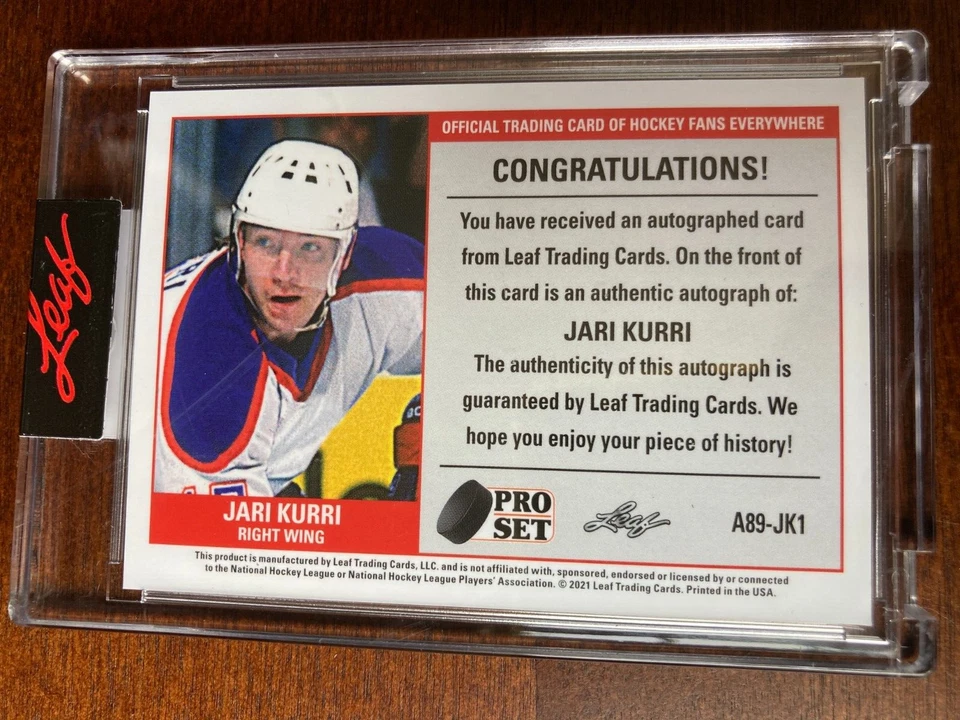 Leaf
OFFICIAL TRADING CARD OF HOCKEY FANS EVERYWHERE
CONGRATULATIONS!
You have received an autographed card
from Leaf Trading Cards. On the front of
this card is an authentic autograph of:
JARI KURRI
The authenticity of this autograph is
guaranteed by Leaf Trading Cards. We
hope you enjoy your piece of history!
JARI KURRI
RIGHT WING
PRO
SET
Leaf
A89-JK1
This product is manufactured by Leaf Trading Cards, LLC. and is not affiliated with, sponsored, endorsed or licensed by or connected
to the National Hockey League or National Hockey League Players' Association. © 2021 Leaf Trading Cards. Printed in the USA.